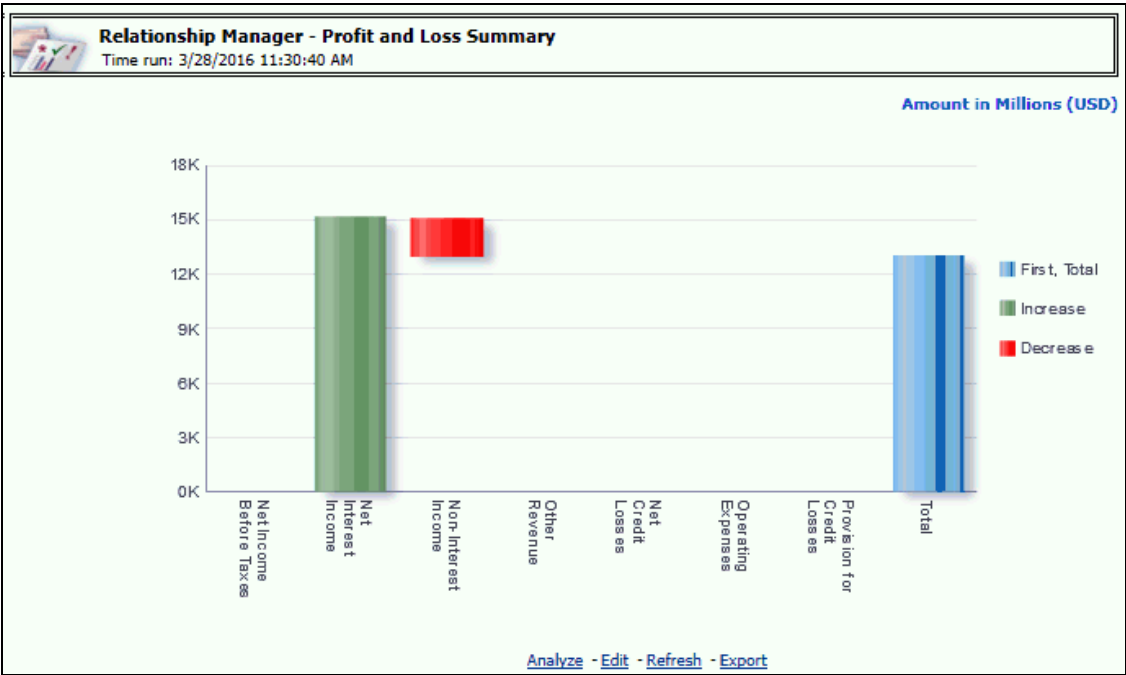 Relationship Manager - Profit and Loss Summary
Time run: 3/28/2016 11:30:40 AM
Amount in Millions (USD)
18K
15K
12K
9K
6K
3K
0K
First, Total
Increase
Decrease
Net Income
Before Taxes
Net
Interest
Income
Non-Interest
Income
Other
Revenue
Net
Credit
Losses
Operating
Expenses
Provision for
Credit
Losses
Total
Analyze - Edit - Refresh - Export